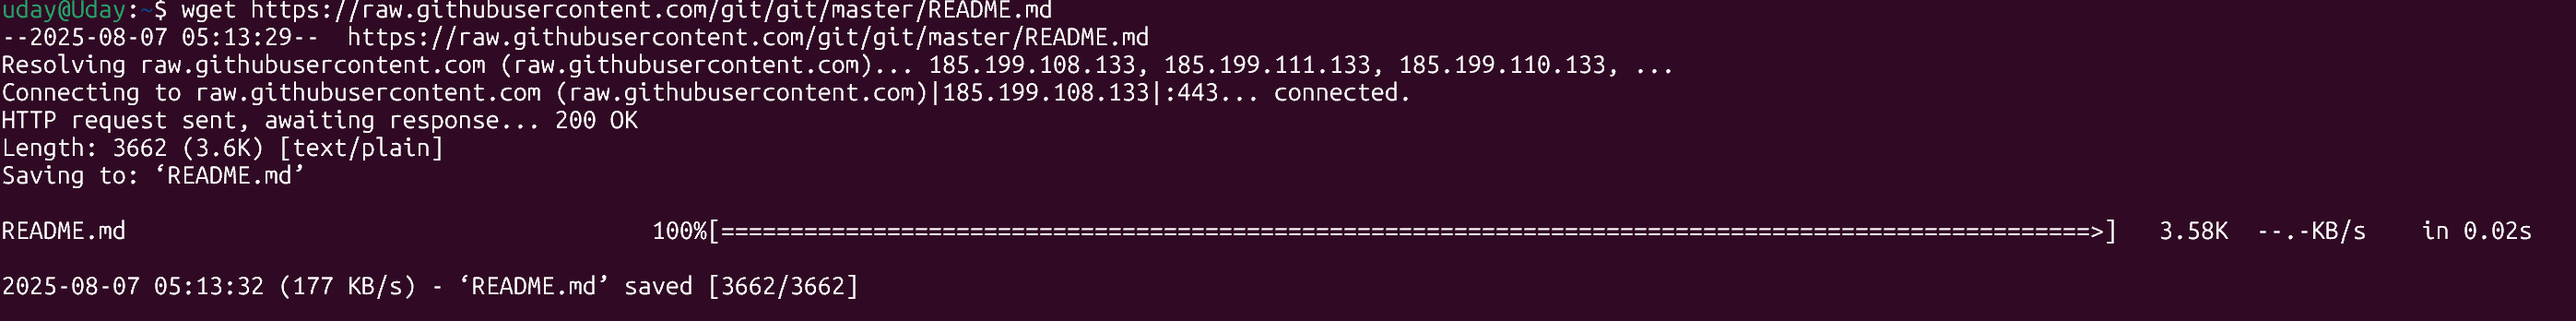 uday@Uday:~$ wget https://raw.githubusercontent.com/git/git/master/README.md
--2025-08-07 05:13:29--  https://raw.githubusercontent.com/git/git/master/README.md
Resolving raw.githubusercontent.com (raw.githubusercontent.com)... 185.199.108.133, 185.199.111.133, 185.199.110.133, ...
Connecting to raw.githubusercontent.com (raw.githubusercontent.com)|185.199.108.133|:443... connected.
HTTP request sent, awaiting response... 200 OK
Length: 3662 (3.6K) [text/plain]
Saving to: ‘README.md’
README.md 100%[===================================================================================================>] 3.58K --.-KB/s in 0.02s
2025-08-07 05:13:32 (177 KB/s) - ‘README.md’ saved [3662/3662]